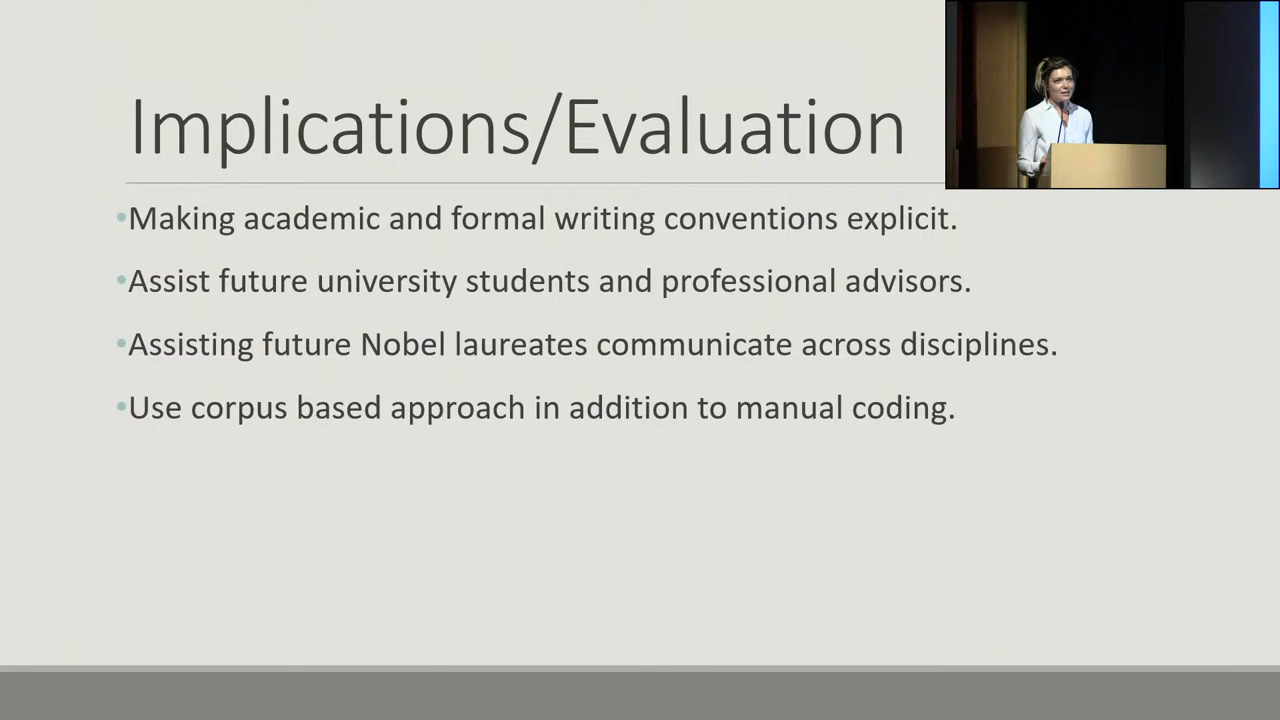 Implications/Evaluation
•Making academic and formal writing conventions explicit.
•Assist future university students and professional advisors.
•Assisting future Nobel laureates communicate across disciplines.
•Use corpus based approach in addition to manual coding.